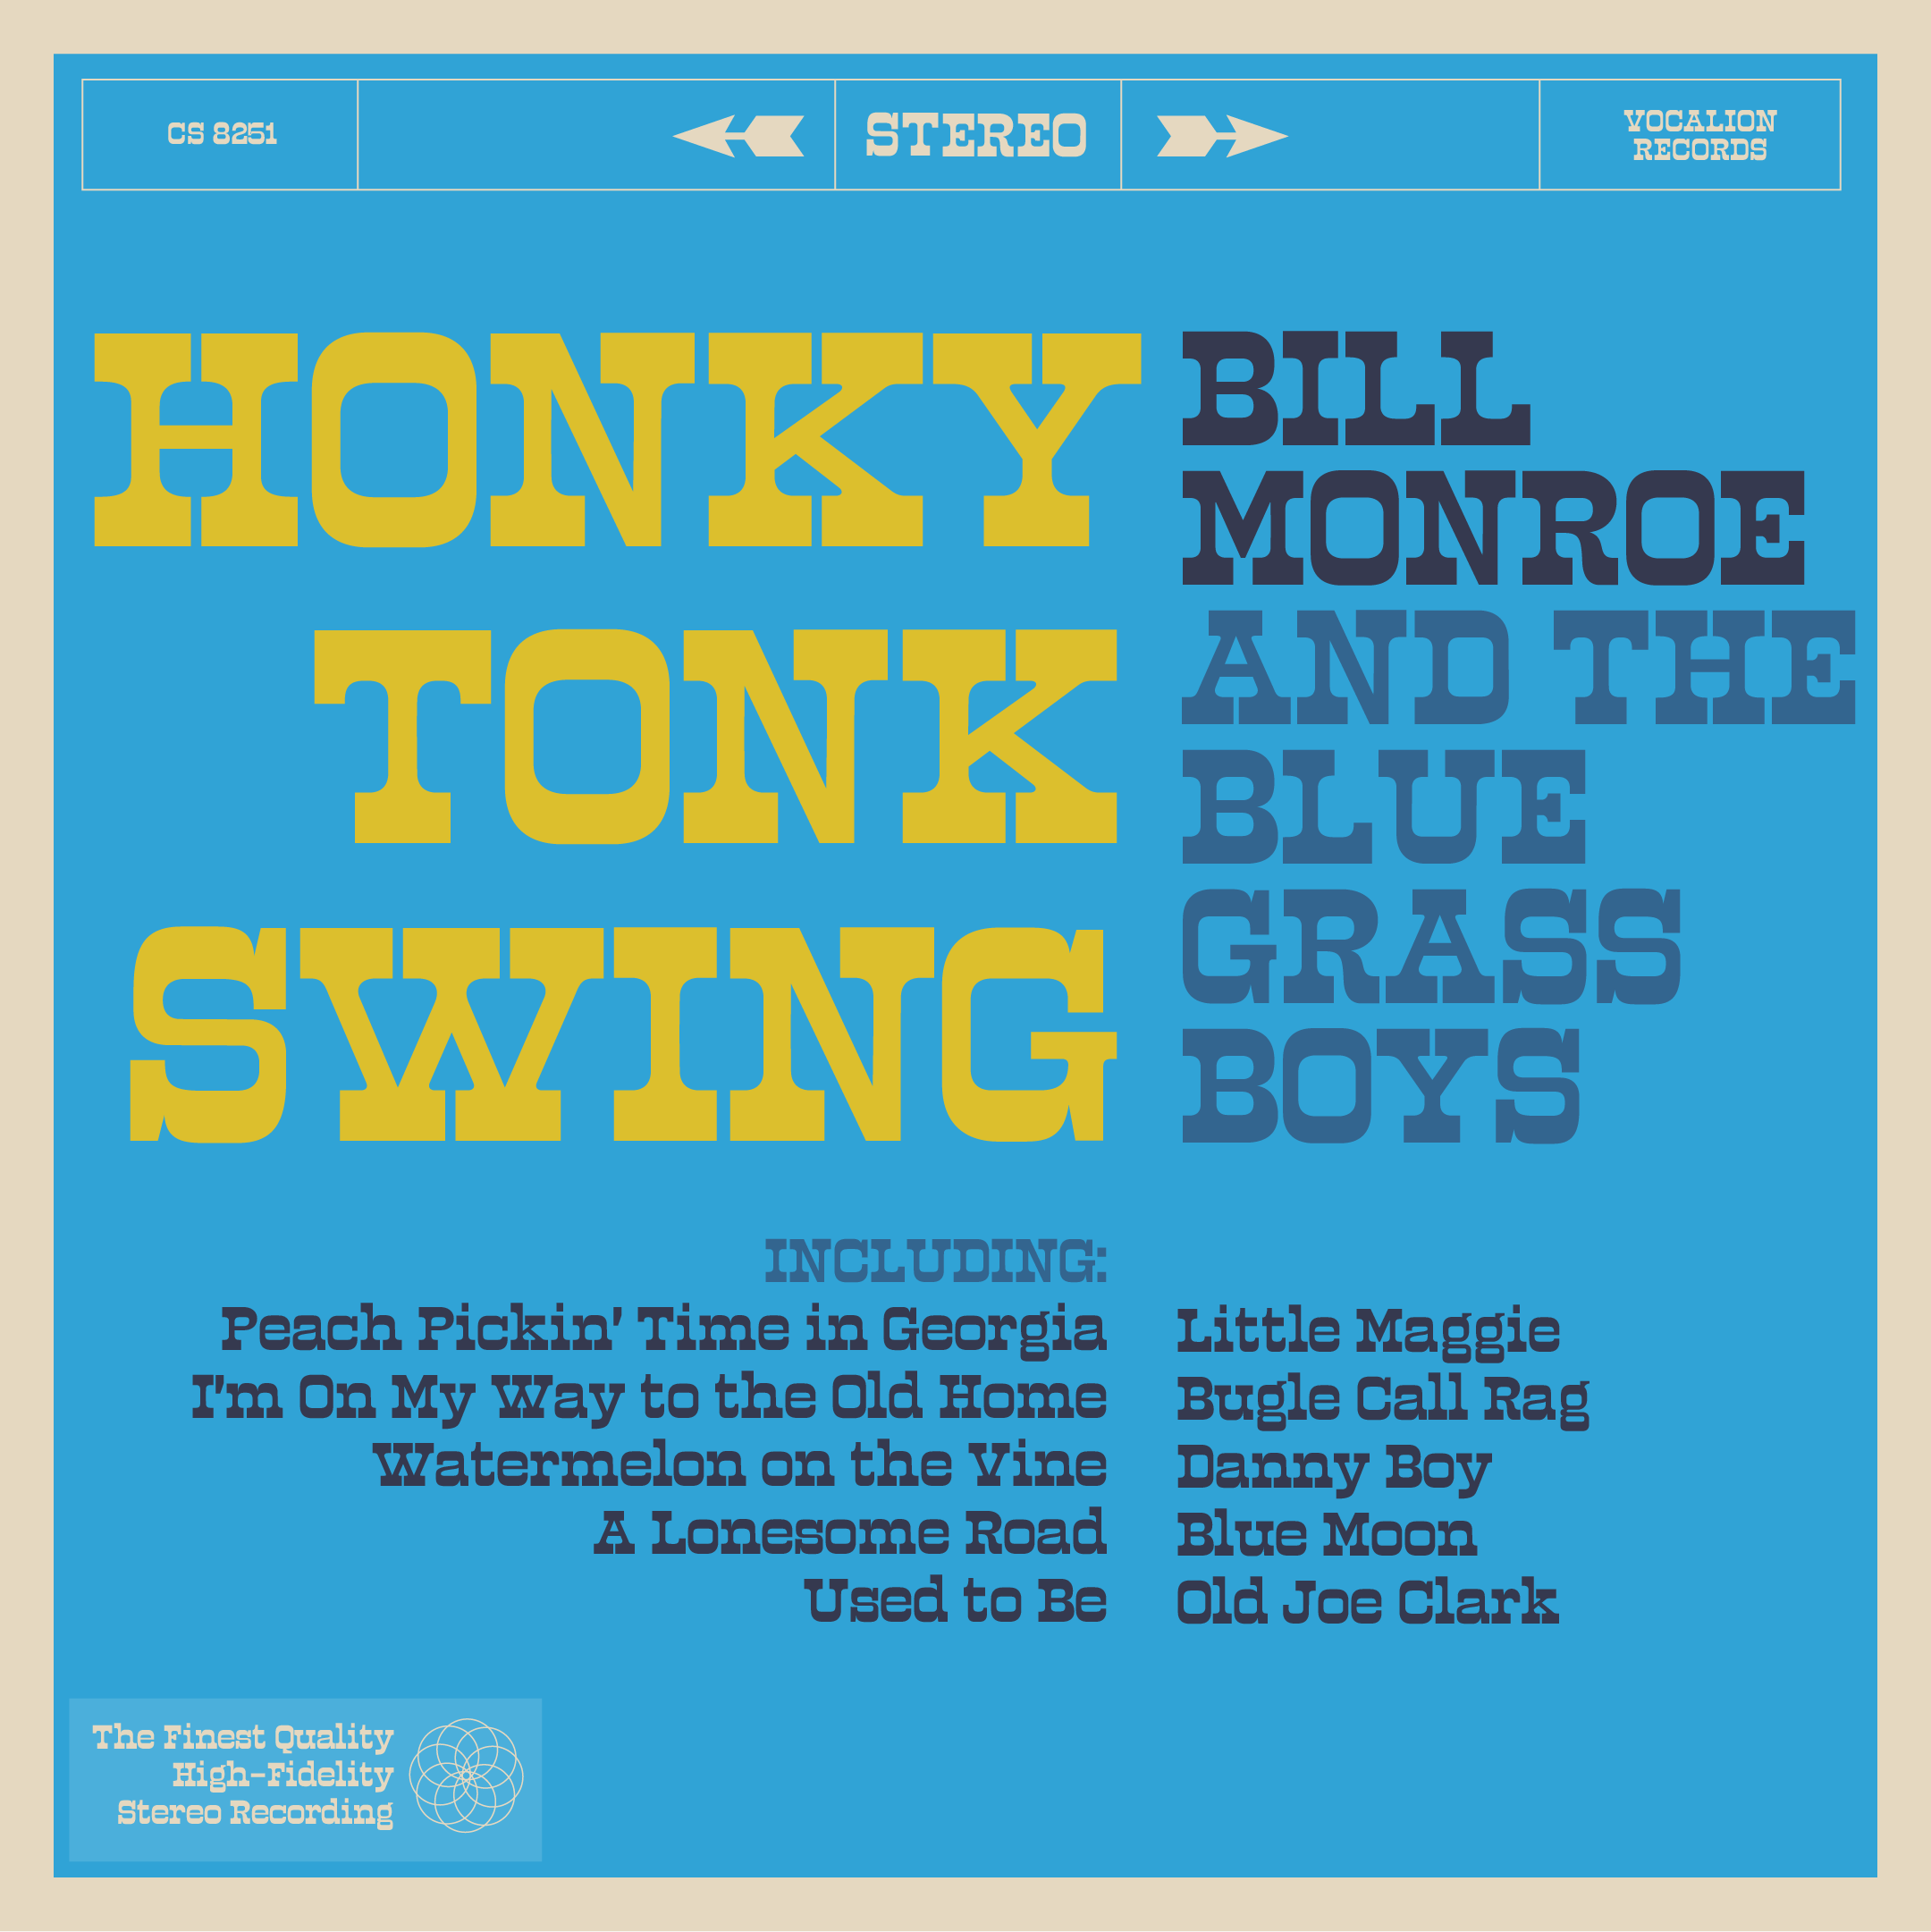 CS 8251
STEREO
VOCALION
RECORDS
HONKY
TONK
SWING
BILL
MONROE
AND THE
BLUE
GRASS
BOYS
INCLUDING:
Peach Pickin' Time in Georgia
I'm On My Way to the Old Home
Watermelon on the Vine
A Lonesome Road
Used to Be
Little Maggie
Bugle Call Rag
Danny Boy
Blue Moon
Old Joe Clark
The Finest Quality
High-Fidelity
Stereo Recording